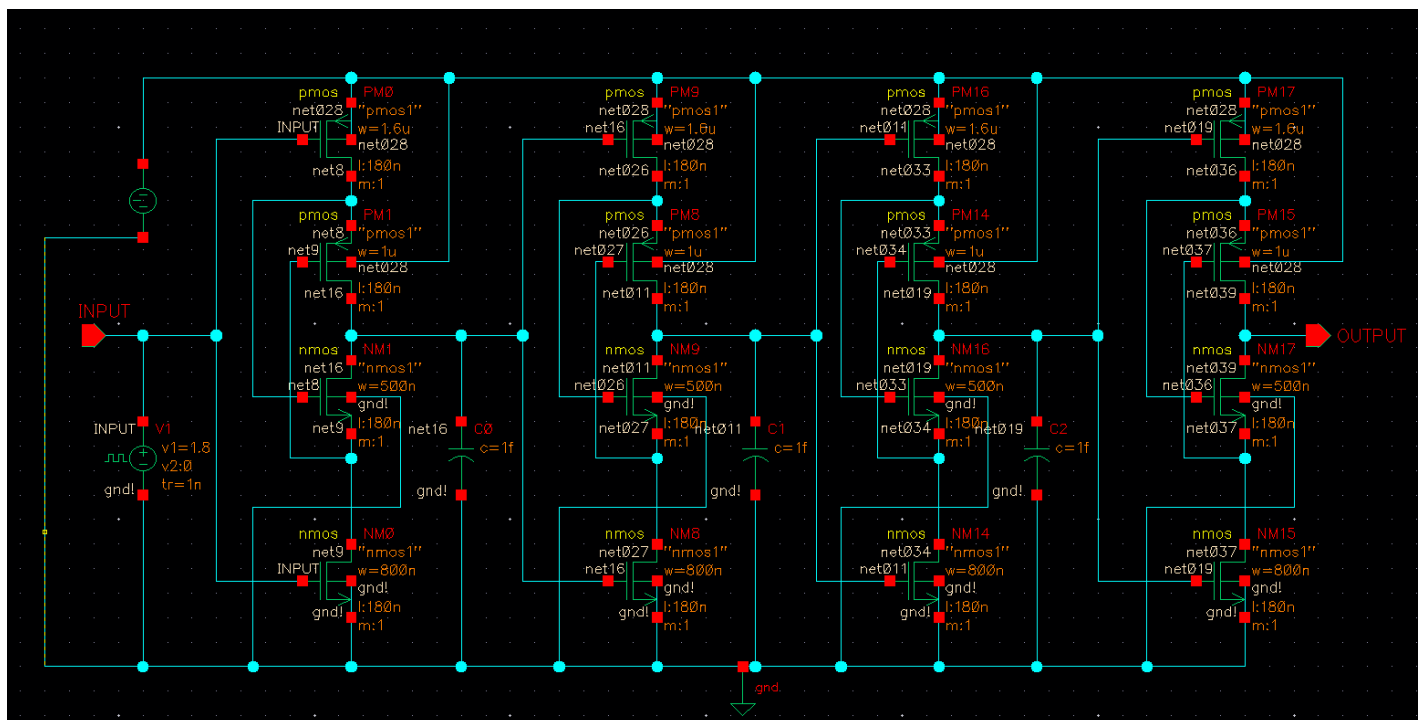 pmos PM0
net028 "pmos1"
INPUT w=1.6u
net028
net8 l:180n
m:1
pmos PM1
net8 "pmos1"
net9 w=1u
net028
net16 l:180n
m:1
INPUT
nmos NM1
net16 "nmos1"
net8 w=500n
gnd!
net9 l:180n
m:1
INPUT V1
v1=1.8
v2:0
gnd! tr=1n
net16 C0
c=1f
gnd!
nmos NM0
net9 "nmos1"
INPUT w=800n
gnd!
gnd! l:180n
m:1
pmos PM9
net028 "pmos1"
net16 w=1.6u
net028
net026 l:180n
m:1
pmos PM8
net026 "pmos1"
net027 w=1u
net028
net011 l:180n
m:1
nmos NM9
net011 "nmos1"
net026 w=500n
gnd!
net027 l:180n
m:1
net011 C1
c=1f
gnd!
nmos NM8
net027 "nmos1"
net16 w=800n
gnd!
gnd! l:180n
m:1
pmos PM16
net028 "pmos1"
net011 w=1.6u
net028
net033 l:180n
m:1
pmos PM14
net033 "pmos1"
net034 w=1u
net028
net019 l:180n
m:1
nmos NM16
net019 "nmos1"
net033 w=500n
gnd!
net034 l:180n
m:1
net019 C2
c=1f
gnd!
nmos NM14
net034 "nmos1"
net011 w=800n
gnd!
gnd! l:180n
m:1
pmos PM17
net028 "pmos1"
net019 w=1.6u
net028
net036 l:180n
m:1
pmos PM15
net036 "pmos1"
net037 w=1u
net028
net039 l:180n
m:1
OUTPUT
nmos NM17
net039 "nmos1"
net036 w=500n
gnd!
net037 l:180n
m:1
nmos NM15
net037 "nmos1"
net019 w=800n
gnd!
gnd! l:180n
m:1
gnd